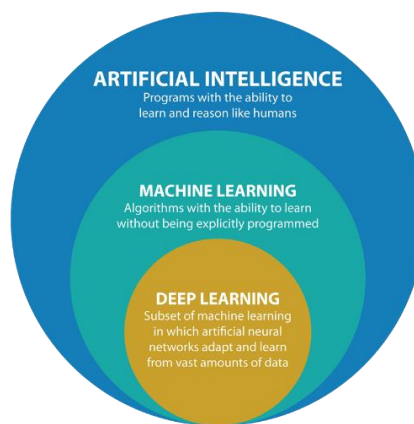 ARTIFICIAL INTELLIGENCE
Programs with the ability to
learn and reason like humans
MACHINE LEARNING
Algorithms with the ability to learn
without being explicitly programmed
DEEP LEARNING
Subset of machine learning
in which artificial neural
networks adapt and learn
from vast amounts of data